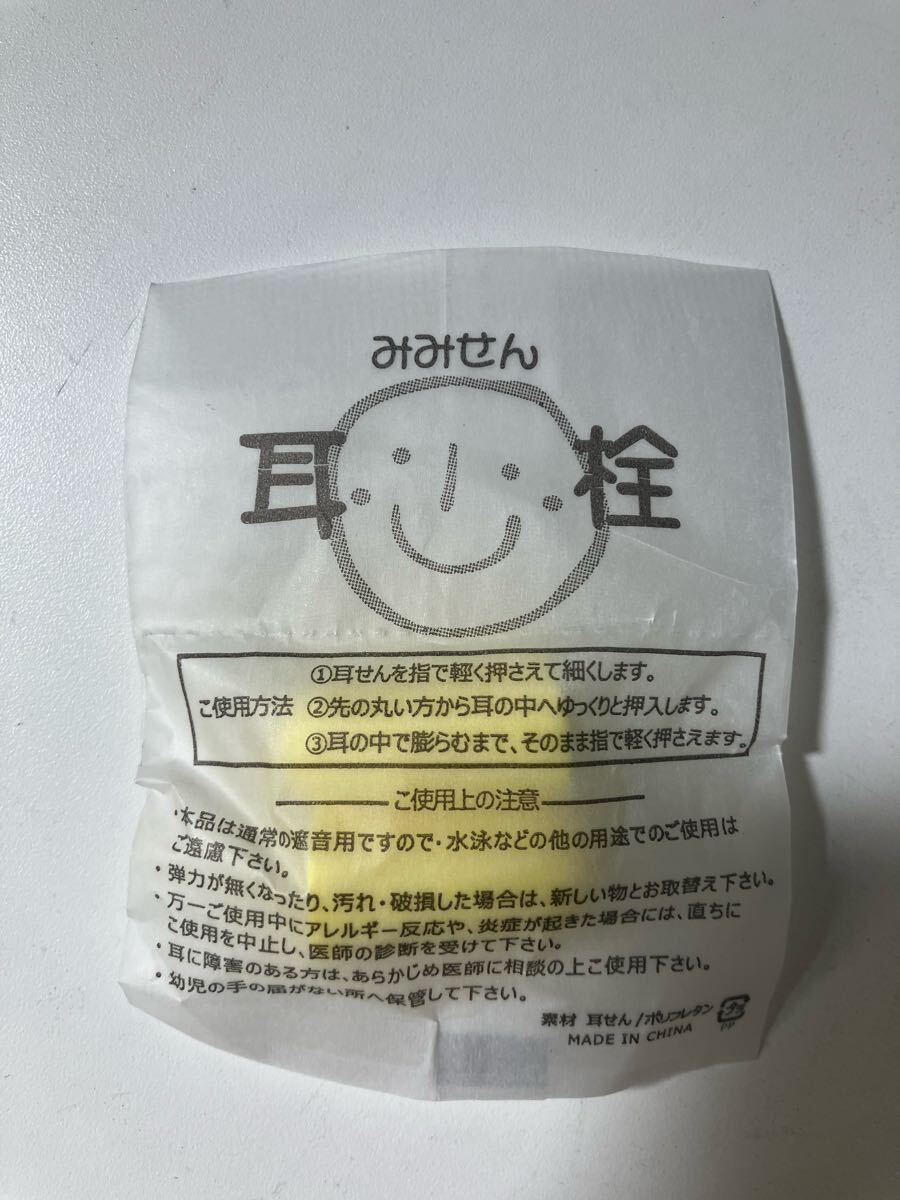 みみせん
耳栓
①耳せんを指で軽く押さえて細くします。
ご使用方法 ②先の丸い方から耳の中へゆっくりと押入します。
③耳の中で膨らむまで、そのまま指で軽く押さえます。
ご使用上の注意
・本品は通常の遮音用ですので・水泳などの他の用途でのご使用は
ご遠慮下さい。
・弾力が無くなったり、汚れ・破損した場合は、新しい物とお取替え下さい。
・万一ご使用中にアレルギー反応や、炎症が起きた場合には、直ちに
ご使用を中止し、医師の診断を受けて下さい。
・耳に障害のある方は、あらかじめ医師に相談の上ご使用下さい。
・幼児の手の届かない所へ保管して下さい。
素材 耳せん/ポリウレタン
MADE IN CHINA
プラ
PP